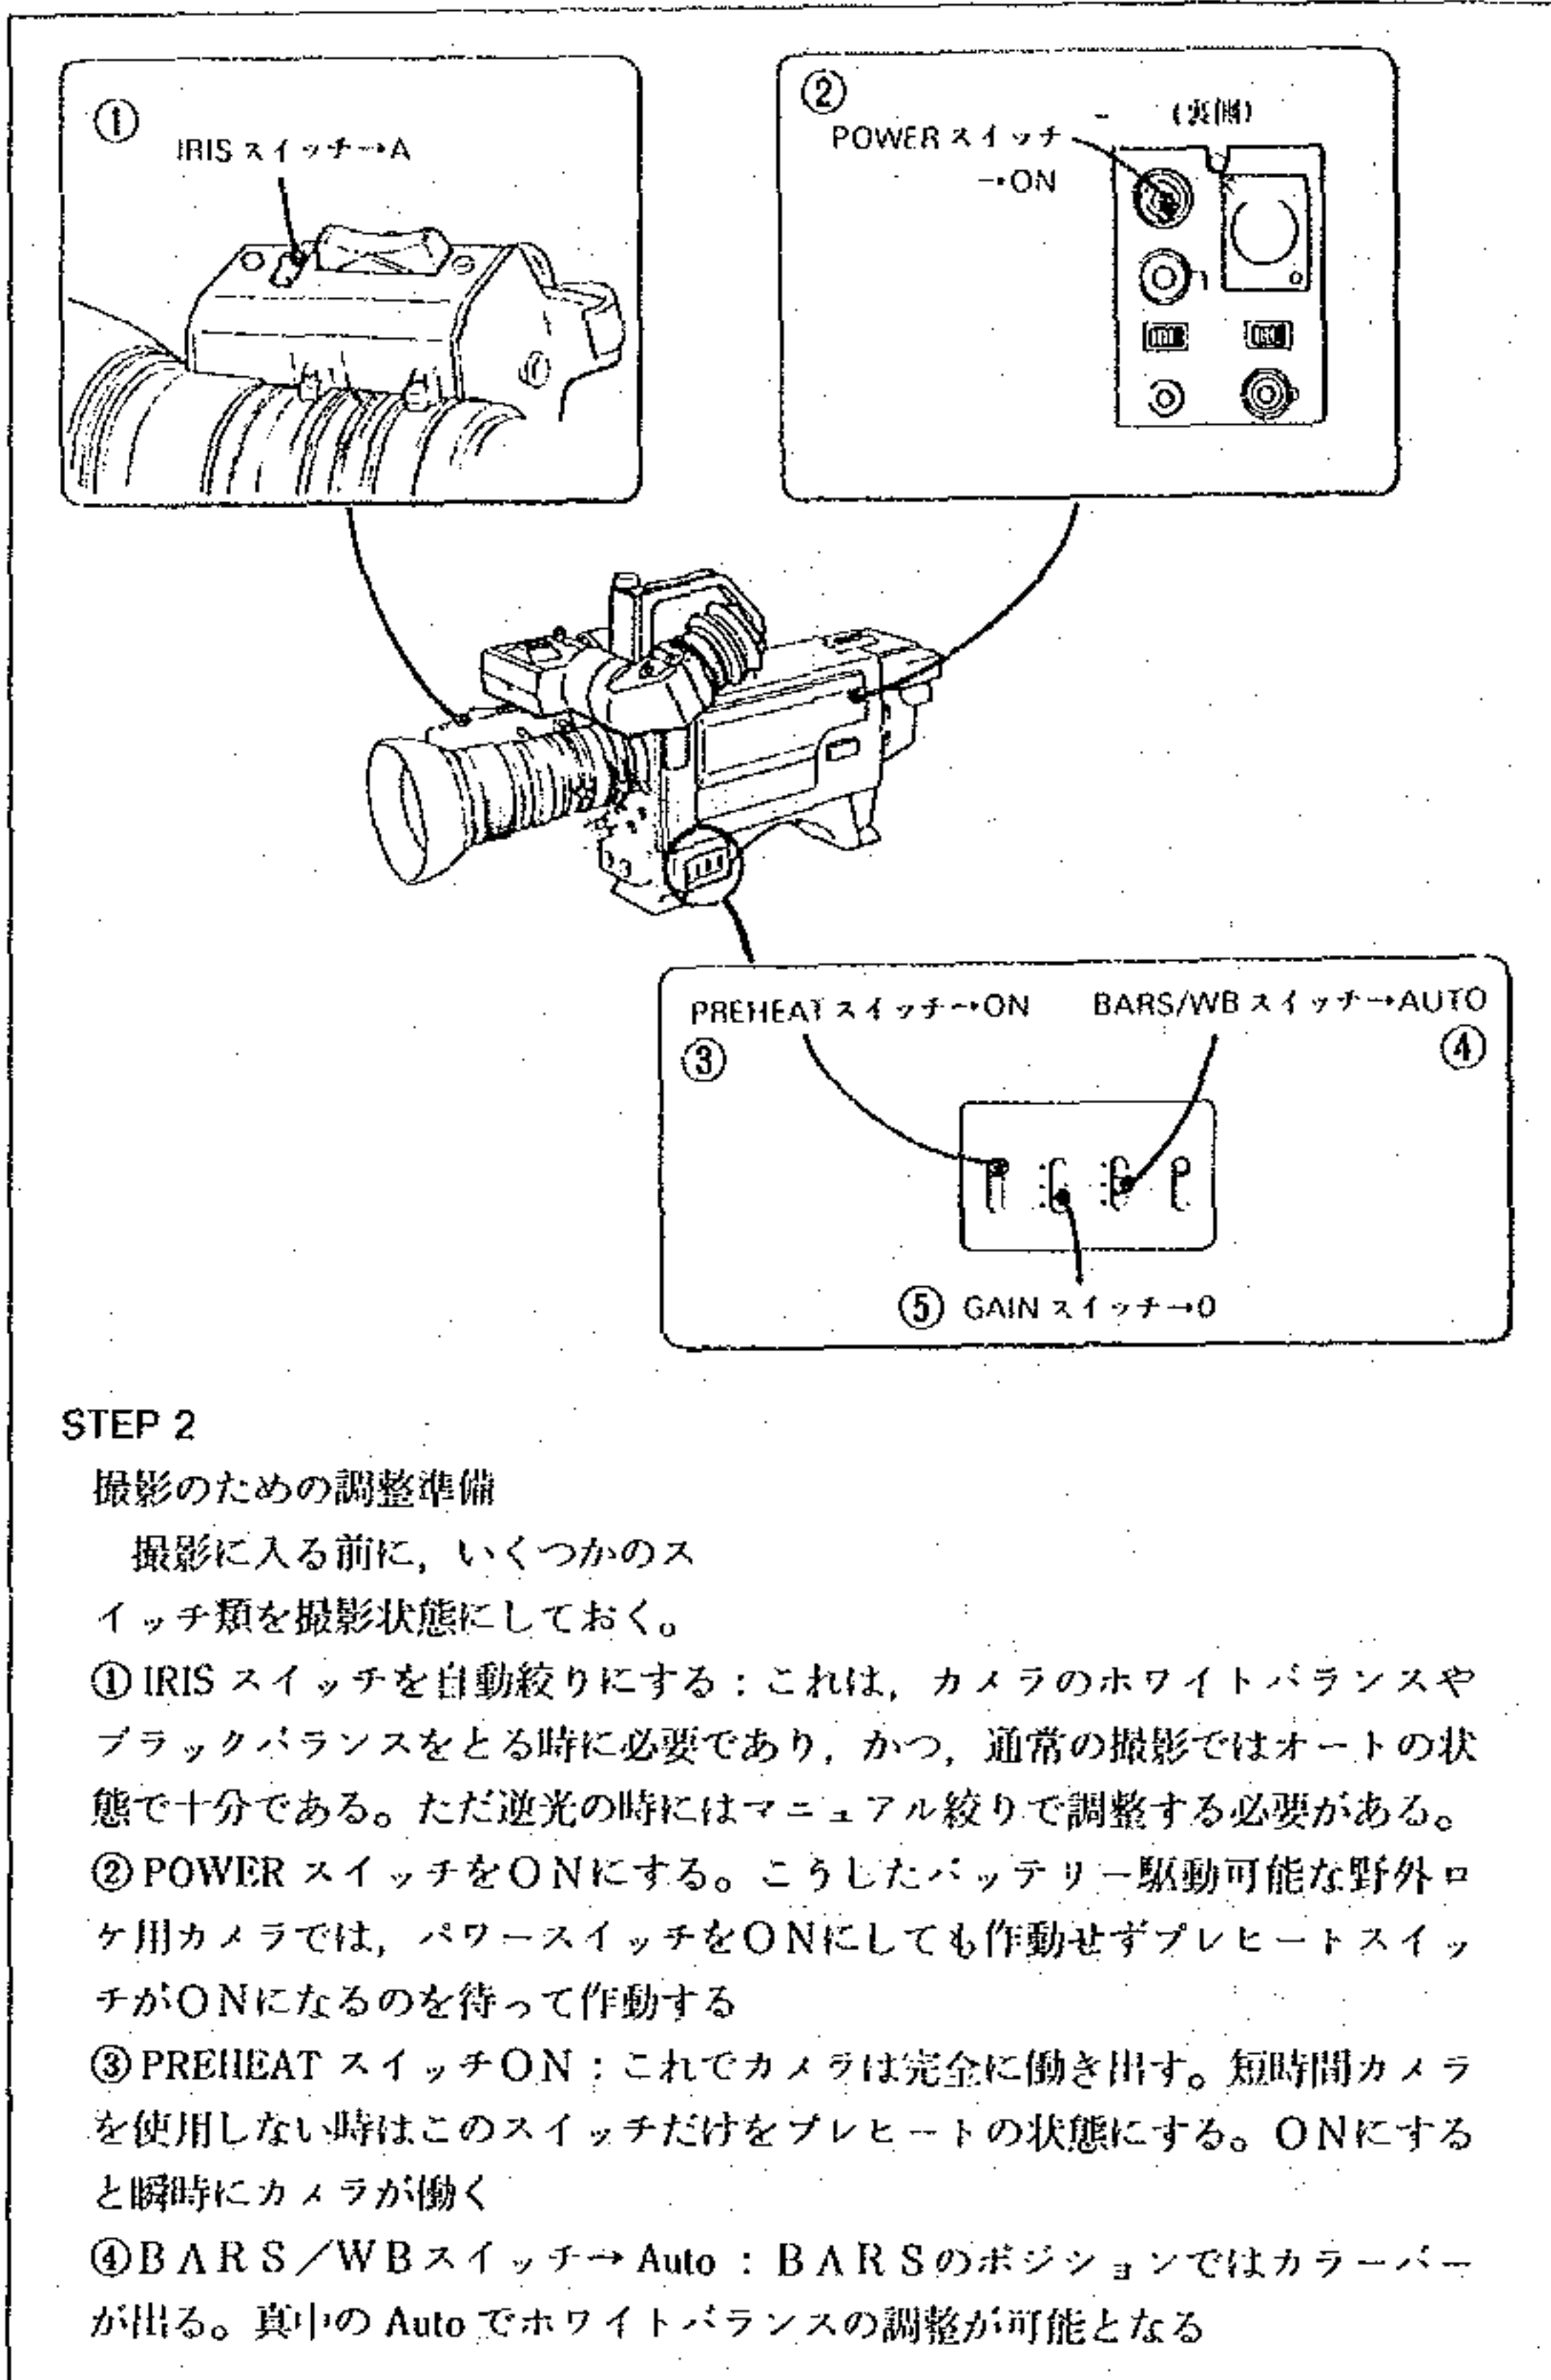 ①
IRIS スイッチ→A
②
(裏側)
POWER スイッチ
→ON
PREHEAT スイッチ→ON
③
BARS/WB スイッチ→AUTO
④
⑤ GAIN スイッチ→0
STEP 2
撮影のための調整準備
撮影に入る前に，いくつかのス
イッチ類を撮影状態にしておく。
① IRIS スイッチを自動絞りにする：これは，カメラのホワイトバランスや
ブラックバランスをとる時に必要であり，かつ，通常の撮影ではオートの状
態で十分である。ただ逆光の時にはマニュアル絞りで調整する必要がある。
② POWER スイッチをＯＮにする。こうしたバッテリー駆動可能な野外ロ
ケ用カメラでは，パワースイッチをＯＮにしても作動せずプレヒートスイッ
チがＯＮになるのを待って作動する
③ PREHEAT スイッチＯＮ：これでカメラは完全に働き出す。短時間カメラ
を使用しない時はこのスイッチだけをプレヒートの状態にする。ＯＮにする
と瞬時にカメラが働く
④ＢＡＲＳ／ＷＢスイッチ→ Auto ：ＢＡＲＳのポジションではカラーバー
が出る。真中の Auto でホワイトバランスの調整が可能となる